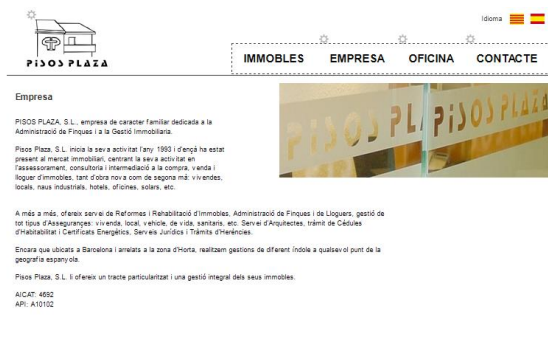 Idioma
PISOS PLAZA
IMMOBLES EMPRESA OFICINA CONTACTE
Empresa
PISOS PLAZA, S.L., empresa de caracter familiar dedicada a la
Administració de Finques i a la Gestió Immobiliaria.
Pisos Plaza, S.L. inicia la seva activitat l'any 1993 i d'ençà ha estat
present al mercat immobiliari, centrant la seva activitat en
l'assessorament, consultoria i intermediació a la compra, venda i
lloguer d'immobles, tant d'obra nova com de segona mà: vivendes,
locals, naus industrials, hotels, oficines, solars, etc.
PISOS PL PISOS PLAZA
A més a més, ofereix servei de Reformes i Rehabilitació d'Immobles, Administració de Finques i de Lloguers, gestió de
tot tipus d'Assegurançes: vivenda, local, vehicle, de vida, sanitaris, etc. Servei d'Arquitectes, tràmit de Cédules
d'Habitabilitat i Certificats Energètics, Serveis Jurídics i Tràmits d'Herències.
Encara que ubicats a Barcelona i arrelats a la zona d'Horta, realitzem gestions de diferent índole a qualsevol punt de la
geografia espanyola.
Pisos Plaza, S.L. li ofereix un tracte particularitzat i una gestió integral dels seus immobles.
AICAT: 4692
API: A10102